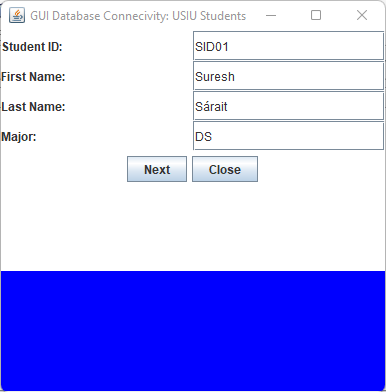 GUI Database Connecivity: USIU Students
Student ID: SID01
First Name: Suresh
Last Name: Sárait
Major: DS
Next Close